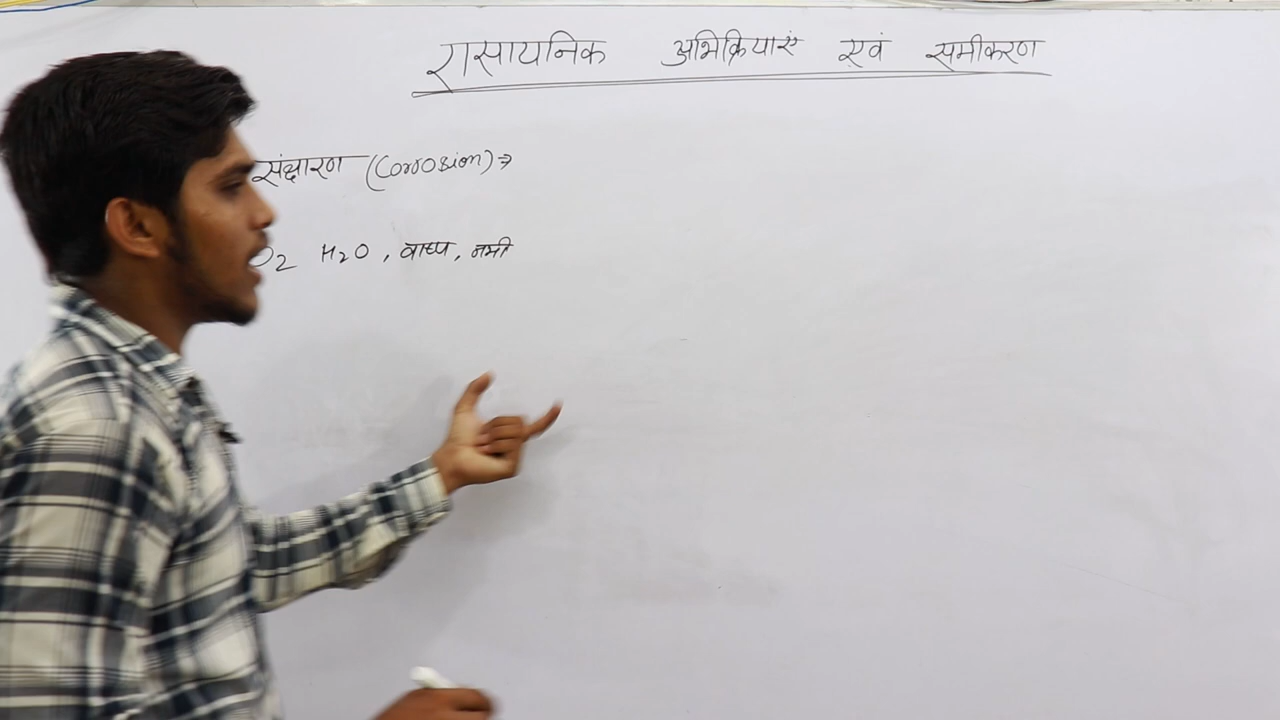 रासायनिक अभिक्रियाएं एवं समीकरण
संक्षारण (Corrosion) ⇒
O₂ H₂O, वाष्प, नमी